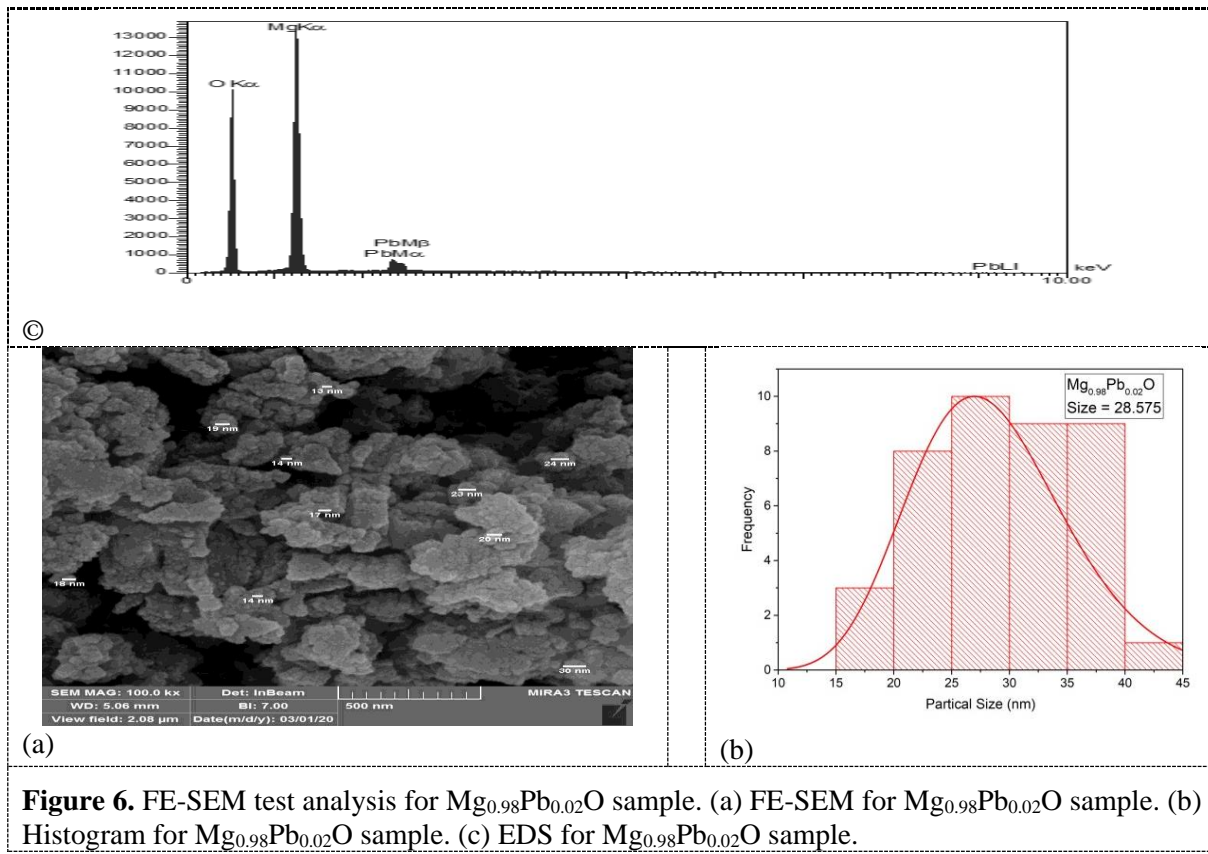 MgKα
13000
12000
11000
O Kα
10000
9000
8000
7000
6000
5000
4000
3000
2000
PbMβ
1000
PbMα
PbLl
0
keV
0
10.00
©
13 nm
19 nm
14 nm
24 nm
23 nm
17 nm
20 nm
18 nm
14 nm
30 nm
SEM MAG: 100.0 kx
Det: InBeam
MIRA3 TESCAN
WD: 5.06 mm
BI: 7.00
500 nm
View field: 2.08 µm
Date(m/d/y): 03/01/20
(a)
Mg0.98Pb0.02O
Size = 28.575
10
8
6
4
2
0
Frequency
10 15 20 25 30 35 40 45
Partical Size (nm)
(b)
Figure 6. FE-SEM test analysis for Mg0.98Pb0.02O sample. (a) FE-SEM for Mg0.98Pb0.02O sample. (b)
Histogram for Mg0.98Pb0.02O sample. (c) EDS for Mg0.98Pb0.02O sample.